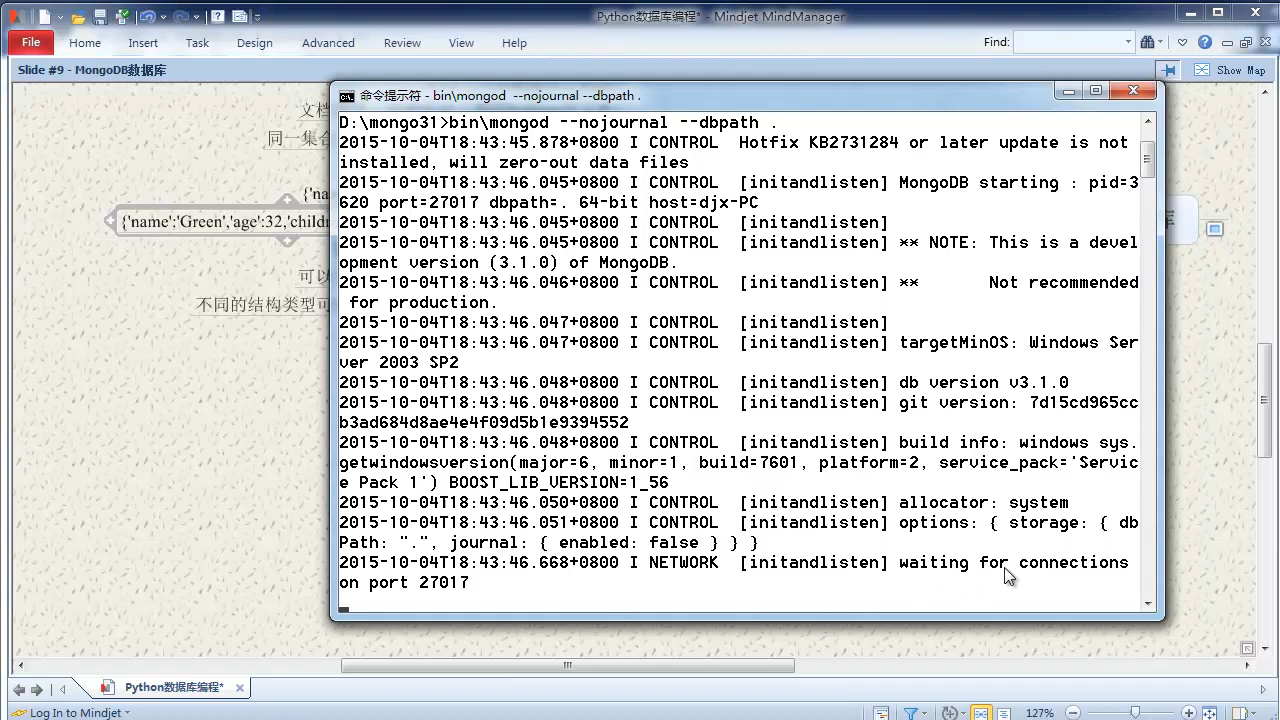 Python数据库编程* - Mindjet MindManager
File Home Insert Task Design Advanced Review View Help Find:
Slide #9 - MongoDB数据库 Show Map
文档
同一集合
{'na
{'name':'Green','age':32,'childr
可以
不同的结构类型可
库
命令提示符 - bin\mongod --nojournal --dbpath .
D:\mongo31>bin\mongod --nojournal --dbpath .
2015-10-04T18:43:45.878+0800 I CONTROL Hotfix KB2731284 or later update is not
installed, will zero-out data files
2015-10-04T18:43:46.045+0800 I CONTROL [initandlisten] MongoDB starting : pid=3
620 port=27017 dbpath=. 64-bit host=djx-PC
2015-10-04T18:43:46.045+0800 I CONTROL [initandlisten]
2015-10-04T18:43:46.045+0800 I CONTROL [initandlisten] ** NOTE: This is a devel
opment version (3.1.0) of MongoDB.
2015-10-04T18:43:46.046+0800 I CONTROL [initandlisten] ** Not recommended
for production.
2015-10-04T18:43:46.047+0800 I CONTROL [initandlisten]
2015-10-04T18:43:46.047+0800 I CONTROL [initandlisten] targetMinOS: Windows Ser
ver 2003 SP2
2015-10-04T18:43:46.048+0800 I CONTROL [initandlisten] db version v3.1.0
2015-10-04T18:43:46.048+0800 I CONTROL [initandlisten] git version: 7d15cd965cc
b3ad684d8ae4e4f09d5b1e9394552
2015-10-04T18:43:46.048+0800 I CONTROL [initandlisten] build info: windows sys.
getwindowsversion(major=6, minor=1, build=7601, platform=2, service_pack='Servic
e Pack 1') BOOST_LIB_VERSION=1_56
2015-10-04T18:43:46.050+0800 I CONTROL [initandlisten] allocator: system
2015-10-04T18:43:46.051+0800 I CONTROL [initandlisten] options: { storage: { db
Path: ".", journal: { enabled: false } } }
2015-10-04T18:43:46.668+0800 I NETWORK [initandlisten] waiting for connections
on port 27017
Python数据库编程*
Log In to Mindjet 127%